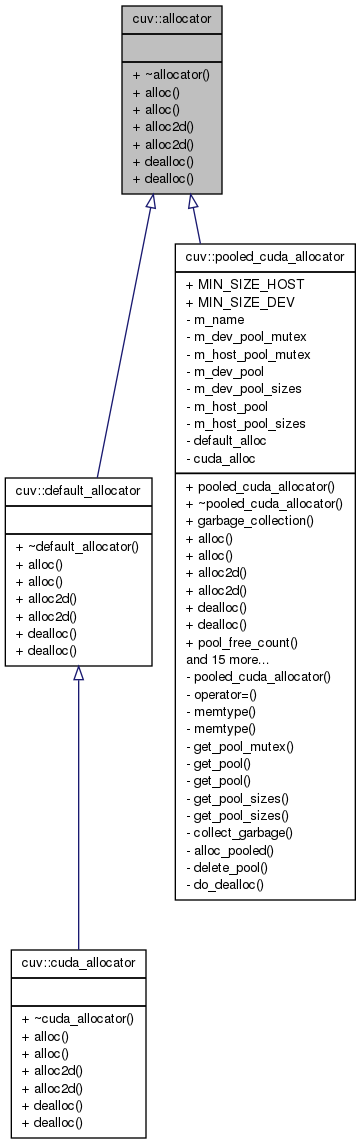 cuv::allocator
+ ~allocator()
+ alloc()
+ alloc()
+ alloc2d()
+ alloc2d()
+ dealloc()
+ dealloc()
cuv::pooled_cuda_allocator
+ MIN_SIZE_HOST
+ MIN_SIZE_DEV
- m_name
- m_dev_pool_mutex
- m_host_pool_mutex
- m_dev_pool
- m_dev_pool_sizes
- m_host_pool
- m_host_pool_sizes
- default_alloc
- cuda_alloc
+ pooled_cuda_allocator()
+ ~pooled_cuda_allocator()
+ garbage_collection()
+ alloc()
+ alloc()
+ alloc2d()
+ alloc2d()
+ dealloc()
+ dealloc()
+ pool_free_count()
and 15 more...
- pooled_cuda_allocator()
- operator=()
- memtype()
- memtype()
- get_pool_mutex()
- get_pool()
- get_pool()
- get_pool_sizes()
- get_pool_sizes()
- collect_garbage()
- alloc_pooled()
- delete_pool()
- do_dealloc()
cuv::default_allocator
+ ~default_allocator()
+ alloc()
+ alloc()
+ alloc2d()
+ alloc2d()
+ dealloc()
+ dealloc()
cuv::cuda_allocator
+ ~cuda_allocator()
+ alloc()
+ alloc()
+ alloc2d()
+ alloc2d()
+ dealloc()
+ dealloc()